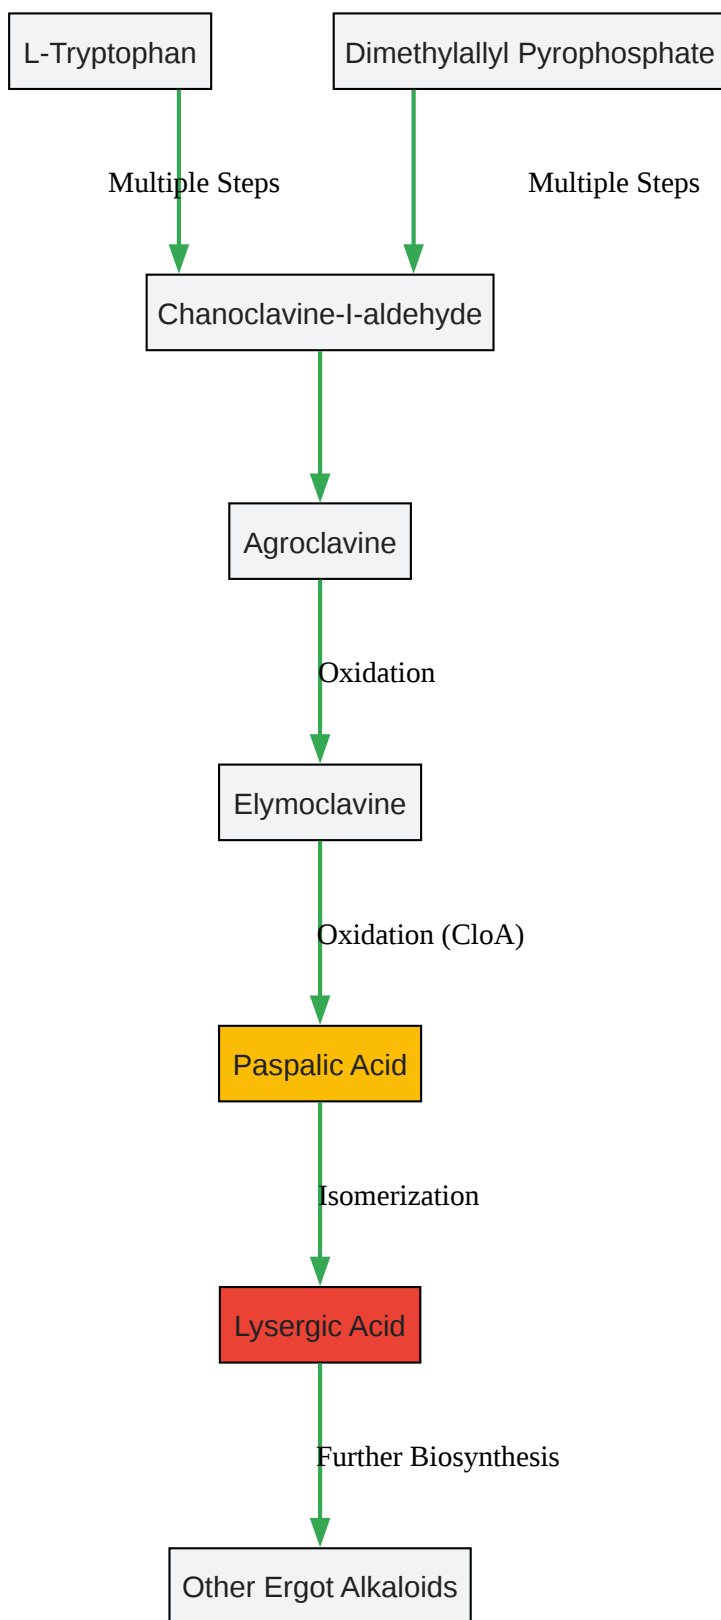 L-Tryptophan
Dimethylallyl Pyrophosphate
Multiple Steps
Multiple Steps
Chanoclavine-I-aldehyde
Agroclavine
Oxidation
Elymoclavine
Oxidation (CloA)
Paspalic Acid
Isomerization
Lysergic Acid
Further Biosynthesis
Other Ergot Alkaloids